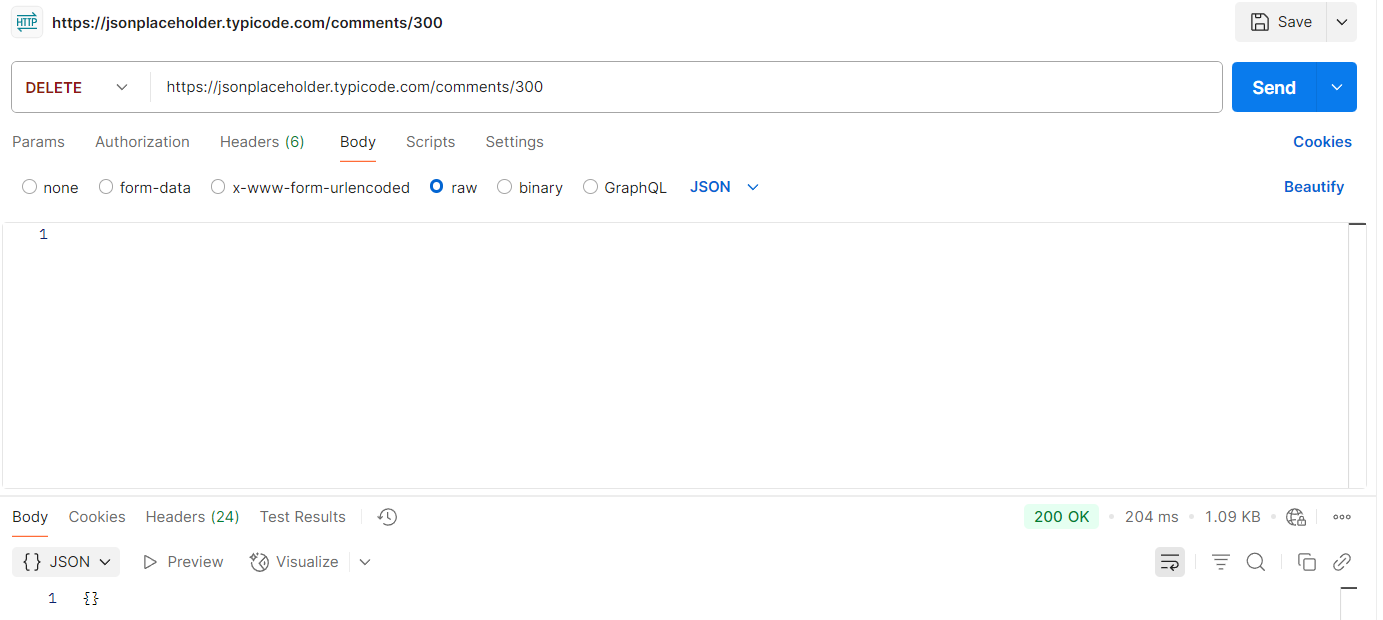 HTTP https://jsonplaceholder.typicode.com/comments/300 Save
DELETE https://jsonplaceholder.typicode.com/comments/300 Send
Params Authorization Headers (6) Body Scripts Settings Cookies
none form-data x-www-form-urlencoded raw binary GraphQL JSON Beautify
1
Body Cookies Headers (24) Test Results 200 OK • 204 ms • 1.09 KB •
{} JSON Preview Visualize
1 {}